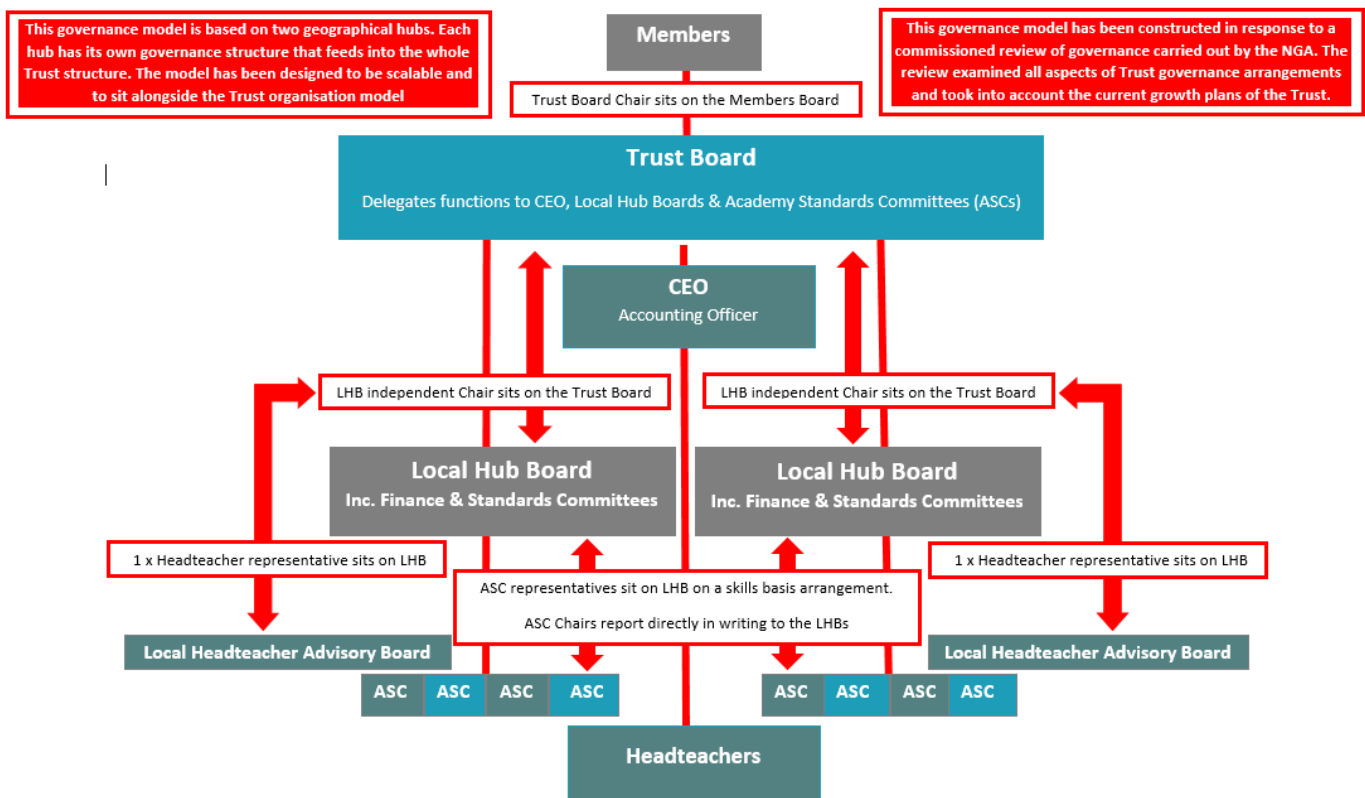 This governance model is based on two geographical hubs. Each
hub has its own governance structure that feeds into the whole
Trust structure. The model has been designed to be scalable and
to sit alongside the Trust organisation model
Members
This governance model has been constructed in response to a
commissioned review of governance carried out by the NGA. The
review examined all aspects of Trust governance arrangements
and took into account the current growth plans of the Trust.
Trust Board Chair sits on the Members Board
Trust Board
Delegates functions to CEO, Local Hub Boards & Academy Standards Committees (ASCs)
CEO
Accounting Officer
LHB independent Chair sits on the Trust Board
LHB independent Chair sits on the Trust Board
Local Hub Board
Inc. Finance & Standards Committees
Local Hub Board
Inc. Finance & Standards Committees
1 x Headteacher representative sits on LHB
ASC representatives sit on LHB on a skills basis arrangement.
ASC Chairs report directly in writing to the LHBs
1 x Headteacher representative sits on LHB
Local Headteacher Advisory Board
Local Headteacher Advisory Board
ASC ASC ASC ASC
ASC ASC ASC ASC
Headteachers